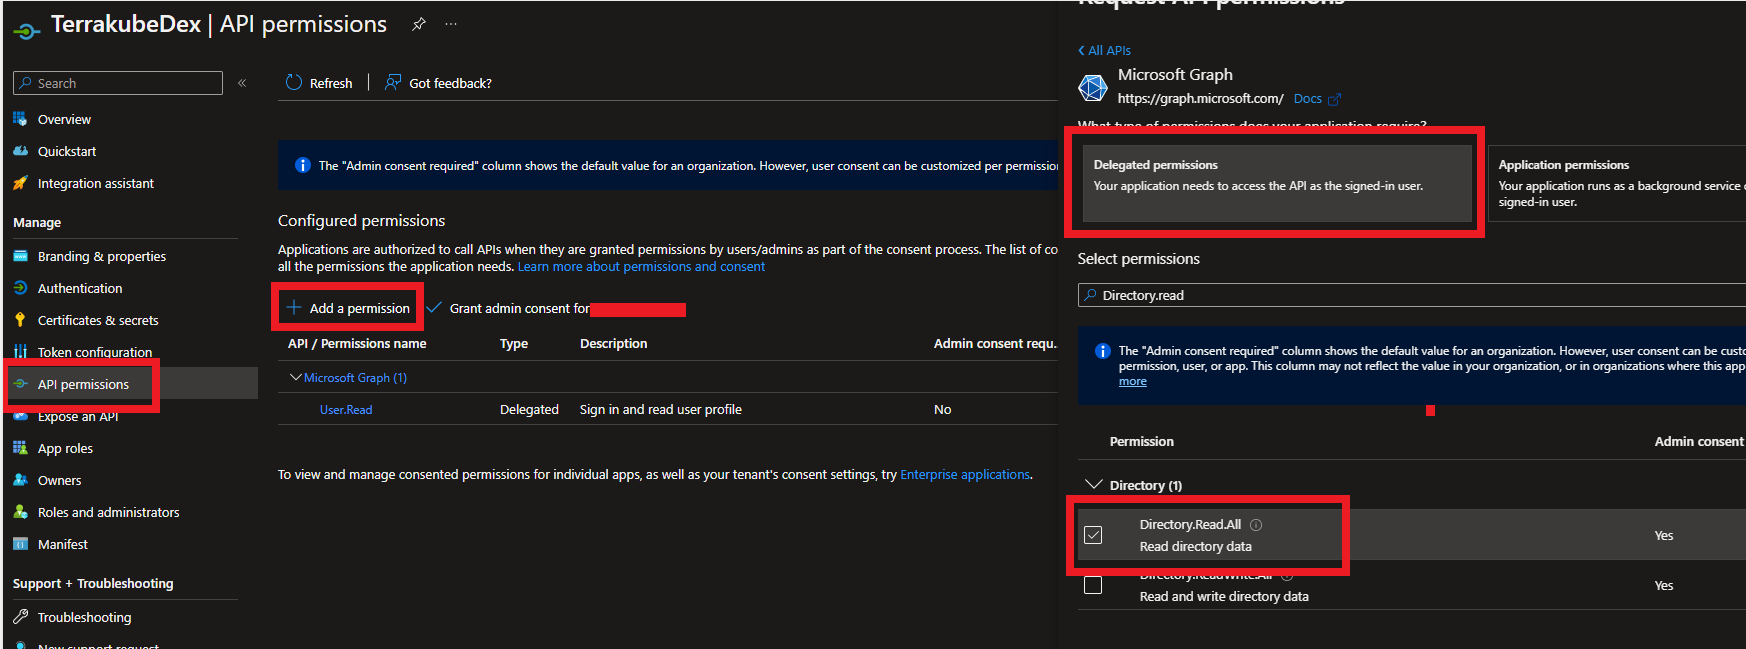 TerrakubeDex | API permissions
Search
Overview
Quickstart
Integration assistant
Manage
Branding & properties
Authentication
Certificates & secrets
Token configuration
API permissions
Expose an API
App roles
Owners
Roles and administrators
Manifest
Support + Troubleshooting
Troubleshooting
New support request
Refresh
Got feedback?
The "Admin consent required" column shows the default value for an organization. However, user consent can be customized per permission
Configured permissions
Applications are authorized to call APIs when they are granted permissions by users/admins as part of the consent process. The list of co
all the permissions the application needs. Learn more about permissions and consent
Add a permission
Grant admin consent for
API / Permissions name Type Description Admin consent requ...
Microsoft Graph (1)
User.Read Delegated Sign in and read user profile No
To view and manage consented permissions for individual apps, as well as your tenant's consent settings, try Enterprise applications.
Request API permissions
All APIs
Microsoft Graph
https://graph.microsoft.com/ Docs
What type of permissions does your application require?
Delegated permissions
Your application needs to access the API as the signed-in user.
Application permissions
Your application runs as a background service
signed-in user.
Select permissions
Directory.read
The "Admin consent required" column shows the default value for an organization. However, user consent can be custo
permission, user, or app. This column may not reflect the value in your organization, or in organizations where this app
more
Permission Admin consent
Directory (1)
Directory.Read.All
Read directory data
Yes
Directory.ReadWrite.All
Read and write directory data
Yes